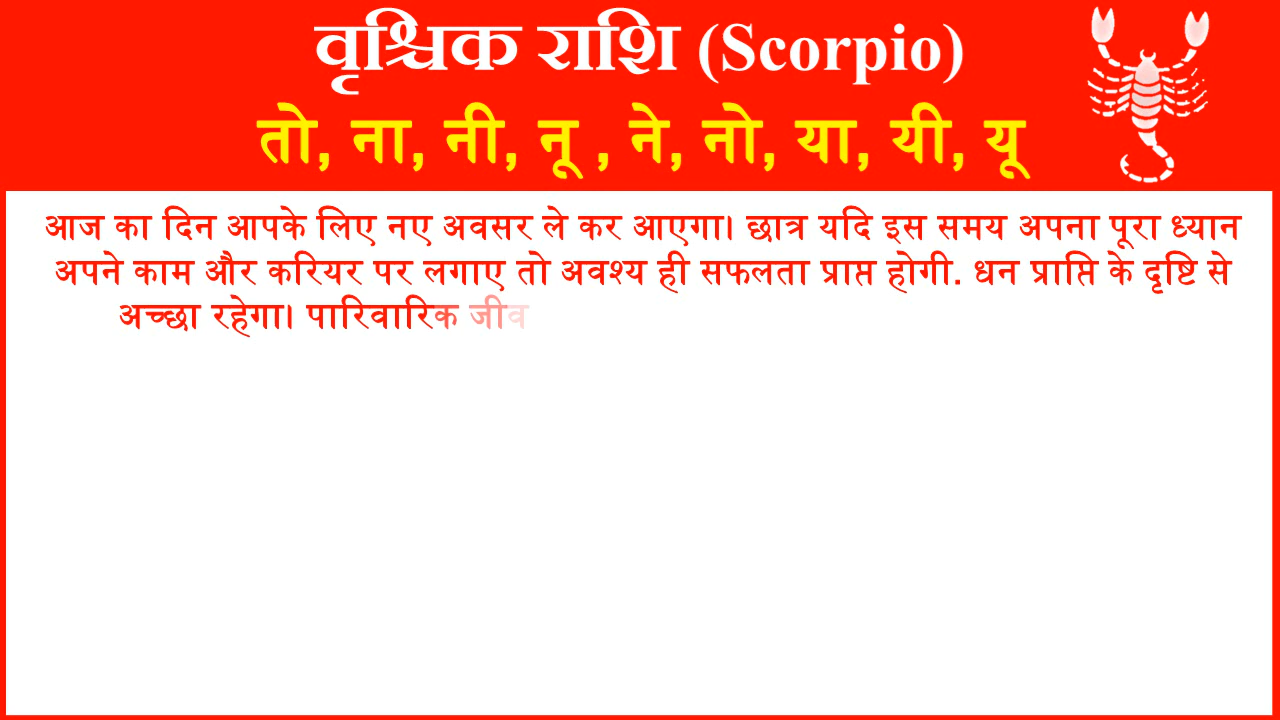 वृश्चिक राशि (Scorpio)
तो, ना, नी, नू , ने, नो, या, यी, यू
आज का दिन आपके लिए नए अवसर ले कर आएगा। छात्र यदि इस समय अपना पूरा ध्यान
अपने काम और करियर पर लगाए तो अवश्य ही सफलता प्राप्त होगी. धन प्राप्ति के दृष्टि से
अच्छा रहेगा। पारिवारिक जीव